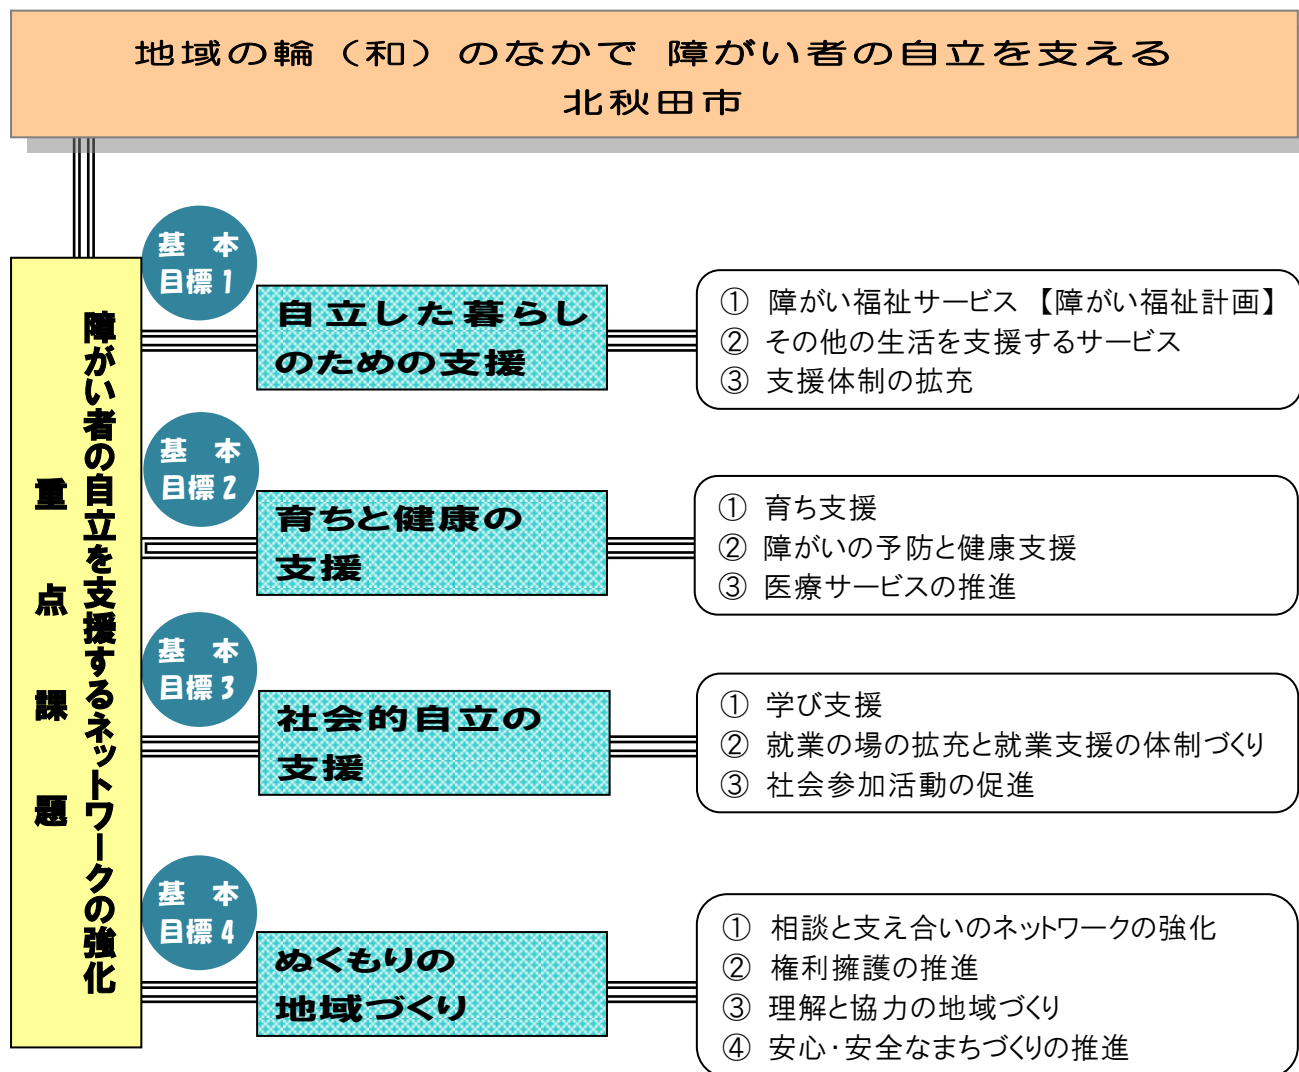 地域の輪（和）のなかで 障がい者の自立を支える
北秋田市
障がい者の自立を支援するネットワークの強化
重点課題
基本
目標1
自立した暮らし
のための支援
① 障がい福祉サービス 【障がい福祉計画】
② その他の生活を支援するサービス
③ 支援体制の拡充
基本
目標2
育ちと健康の
支援
① 育ち支援
② 障がいの予防と健康支援
③ 医療サービスの推進
基本
目標3
社会的自立の
支援
① 学び支援
② 就業の場の拡充と就業支援の体制づくり
③ 社会参加活動の促進
基本
目標4
ぬくもりの
地域づくり
① 相談と支え合いのネットワークの強化
② 権利擁護の推進
③ 理解と協力の地域づくり
④ 安心・安全なまちづくりの推進